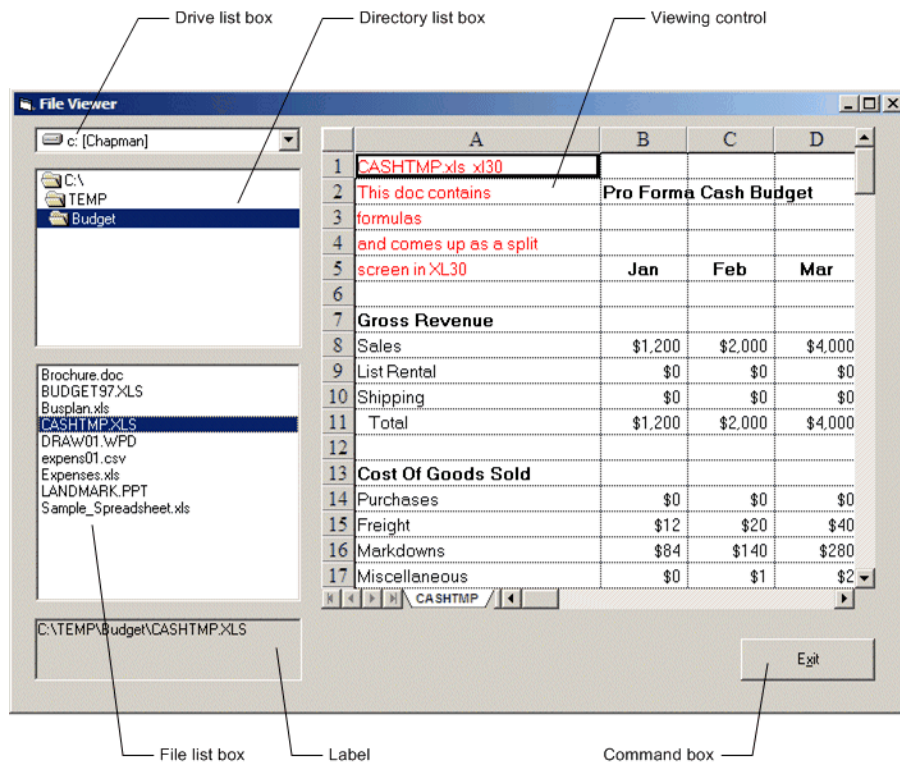 Drive list box
Directory list box
Viewing control
File Viewer
c: [Chapman]
C:\
TEMP
Budget
Brochure.doc
BUDGET97.XLS
Busplan.xls
CASHTMP.XLS
DRAW01.WPD
expens01.csv
Expenses.xls
LANDMARK.PPT
Sample_Spreadsheet.xls
C:\TEMP\Budget\CASHTMP.XLS
A B C D
1 CASHTMP.xls xl30
2 This doc contains Pro Forma Cash Budget
3 formulas
4 and comes up as a split
5 screen in XL30 Jan Feb Mar
6
7 Gross Revenue
8 Sales $1,200 $2,000 $4,000
9 List Rental $0 $0 $0
10 Shipping $0 $0 $0
11 Total $1,200 $2,000 $4,000
12
13 Cost Of Goods Sold
14 Purchases $0 $0 $0
15 Freight $12 $20 $40
16 Markdowns $84 $140 $280
17 Miscellaneous $0 $1 $2
CASHTMP
Exit
File list box
Label
Command box